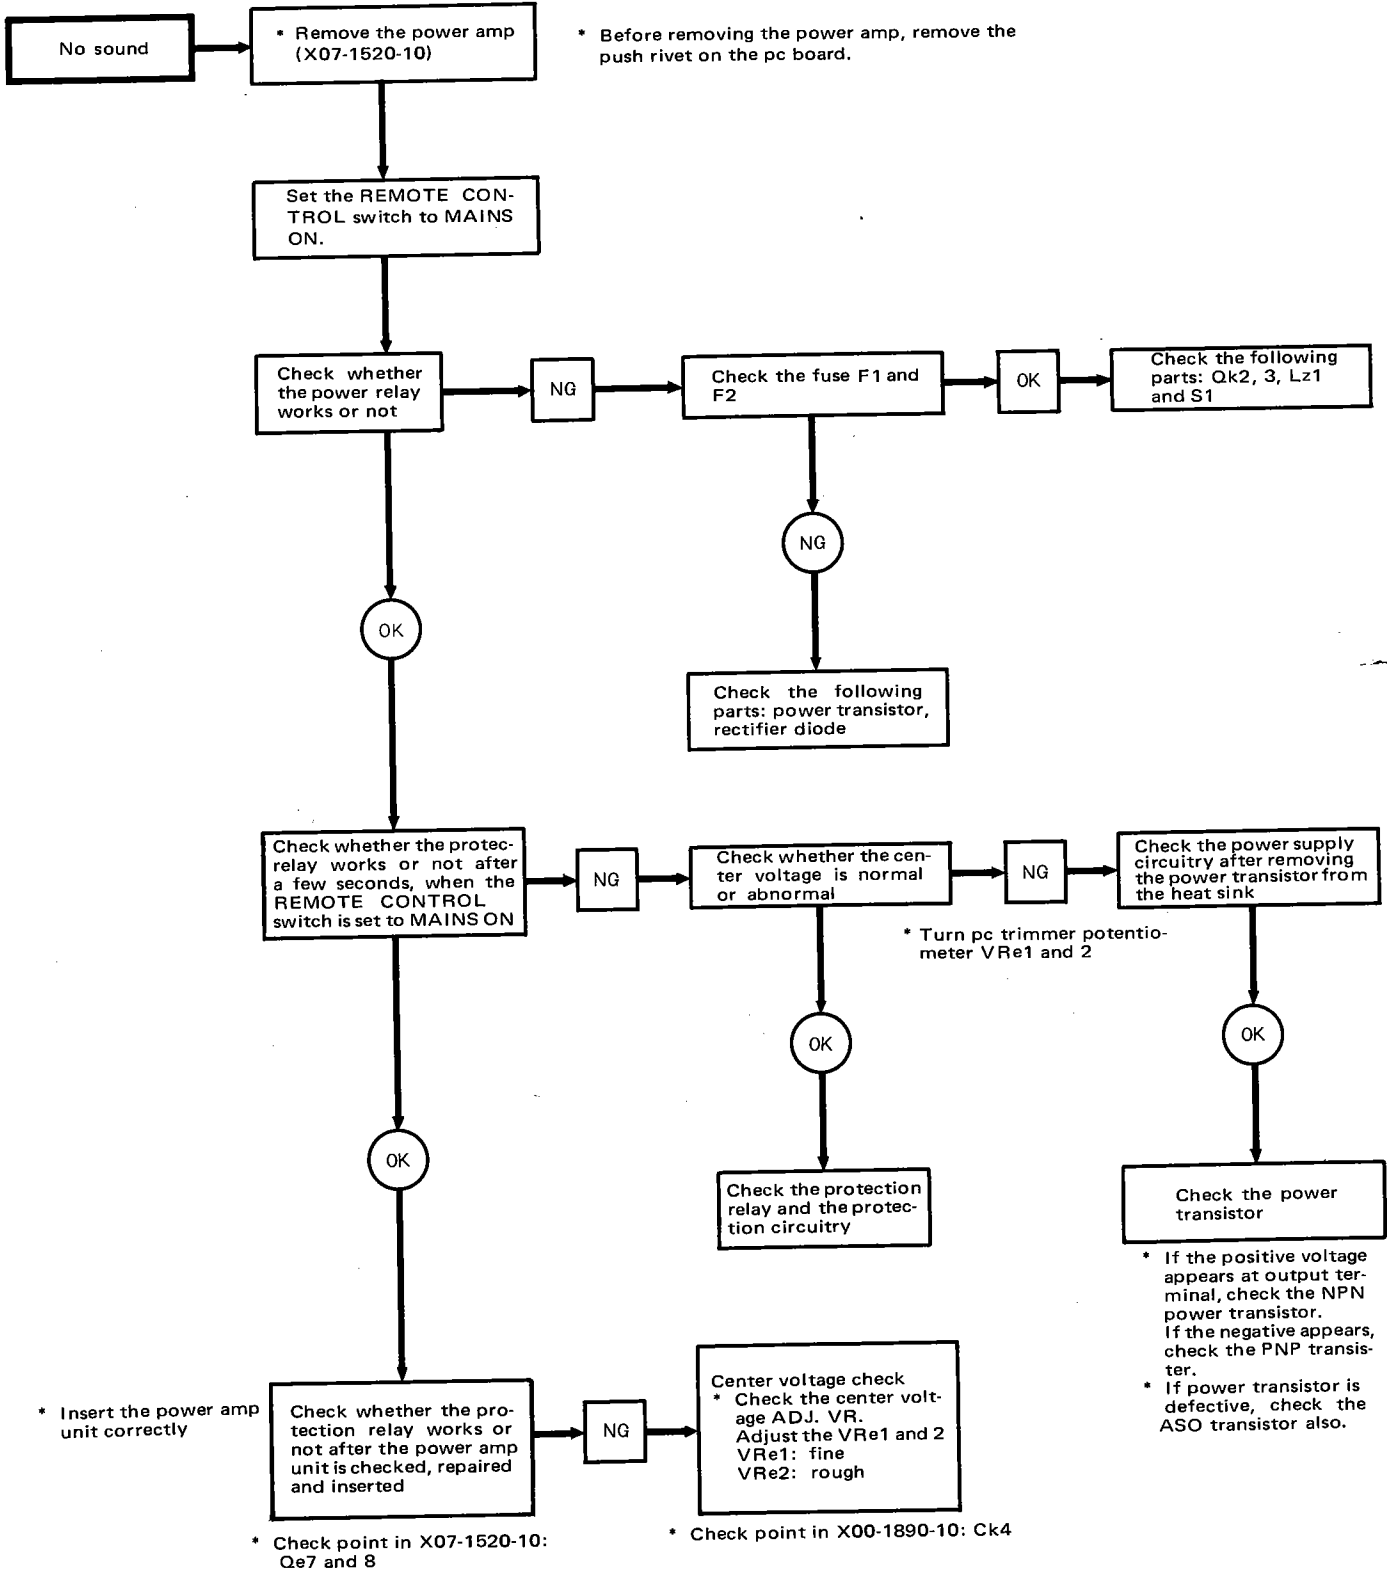 No sound
* Remove the power amp
(X07-1520-10)
* Before removing the power amp, remove the
push rivet on the pc board.
Set the REMOTE CON-
TROL switch to MAINS
ON.
Check whether
the power relay
works or not
NG
Check the fuse F1 and
F2
OK
Check the following
parts: Qk2, 3, Lz1
and S1
NG
OK
Check the following
parts: power transistor,
rectifier diode
Check whether the protec-
relay works or not after
a few seconds, when the
REMOTE CONTROL
switch is set to MAINS ON
NG
Check whether the cen-
ter voltage is normal
or abnormal
NG
Check the power supply
circuitry after removing
the power transistor from
the heat sink
* Turn pc trimmer potentio-
meter VRe1 and 2
OK
OK
OK
Check the protection
relay and the protec-
tion circuitry
Check the power
transistor
* If the positive voltage
appears at output ter-
minal, check the NPN
power transistor.
If the negative appears,
check the PNP transis-
ter.
* If power transistor is
defective, check the
ASO transistor also.
* Insert the power amp
unit correctly
Check whether the pro-
tection relay works or
not after the power amp
unit is checked, repaired
and inserted
NG
Center voltage check
* Check the center volt-
age ADJ. VR.
Adjust the VRe1 and 2
VRe1: fine
VRe2: rough
* Check point in X07-1520-10:
Qe7 and 8
* Check point in X00-1890-10: Ck4